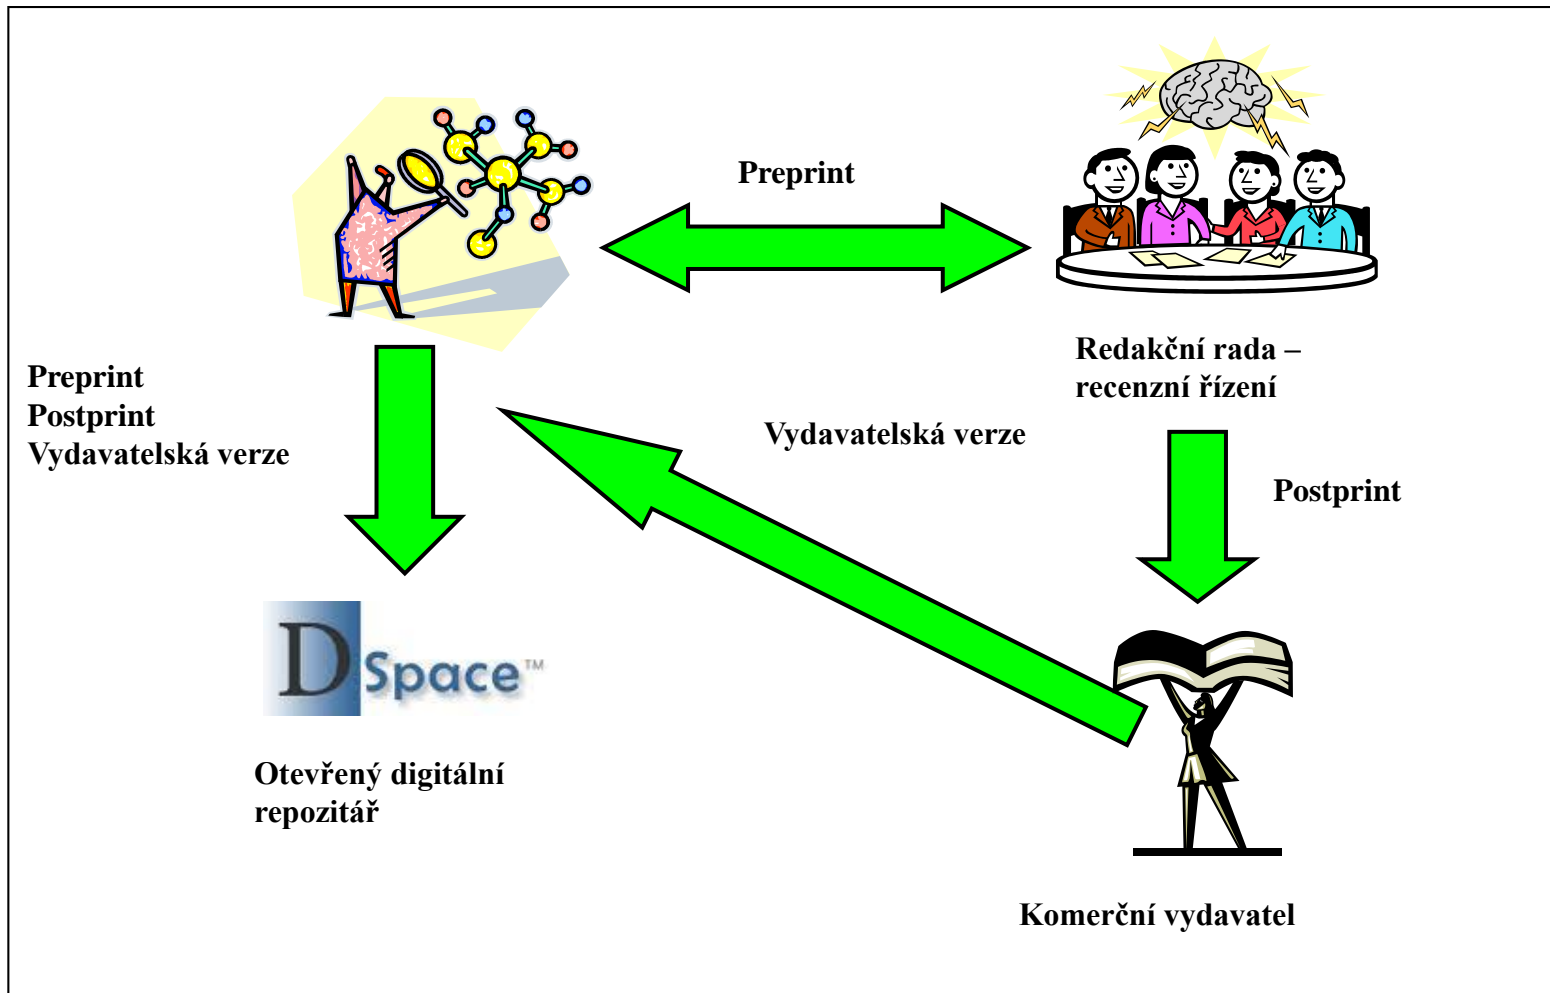 Preprint
Redakční rada –
recenzní řízení
Preprint
Postprint
Vydavatelská verze
Vydavatelská verze
Postprint
DSpace™
Otevřený digitální
repozitář
Komerční vydavatel